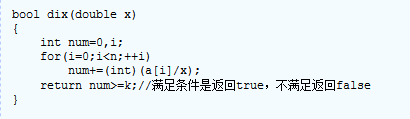 bool dix(double x)
{
    int num=0,i;
    for(i=0;i<n;++i)
        num+=(int)(a[i]/x);
    return num>=k;//满足条件是返回true，不满足返回false
}